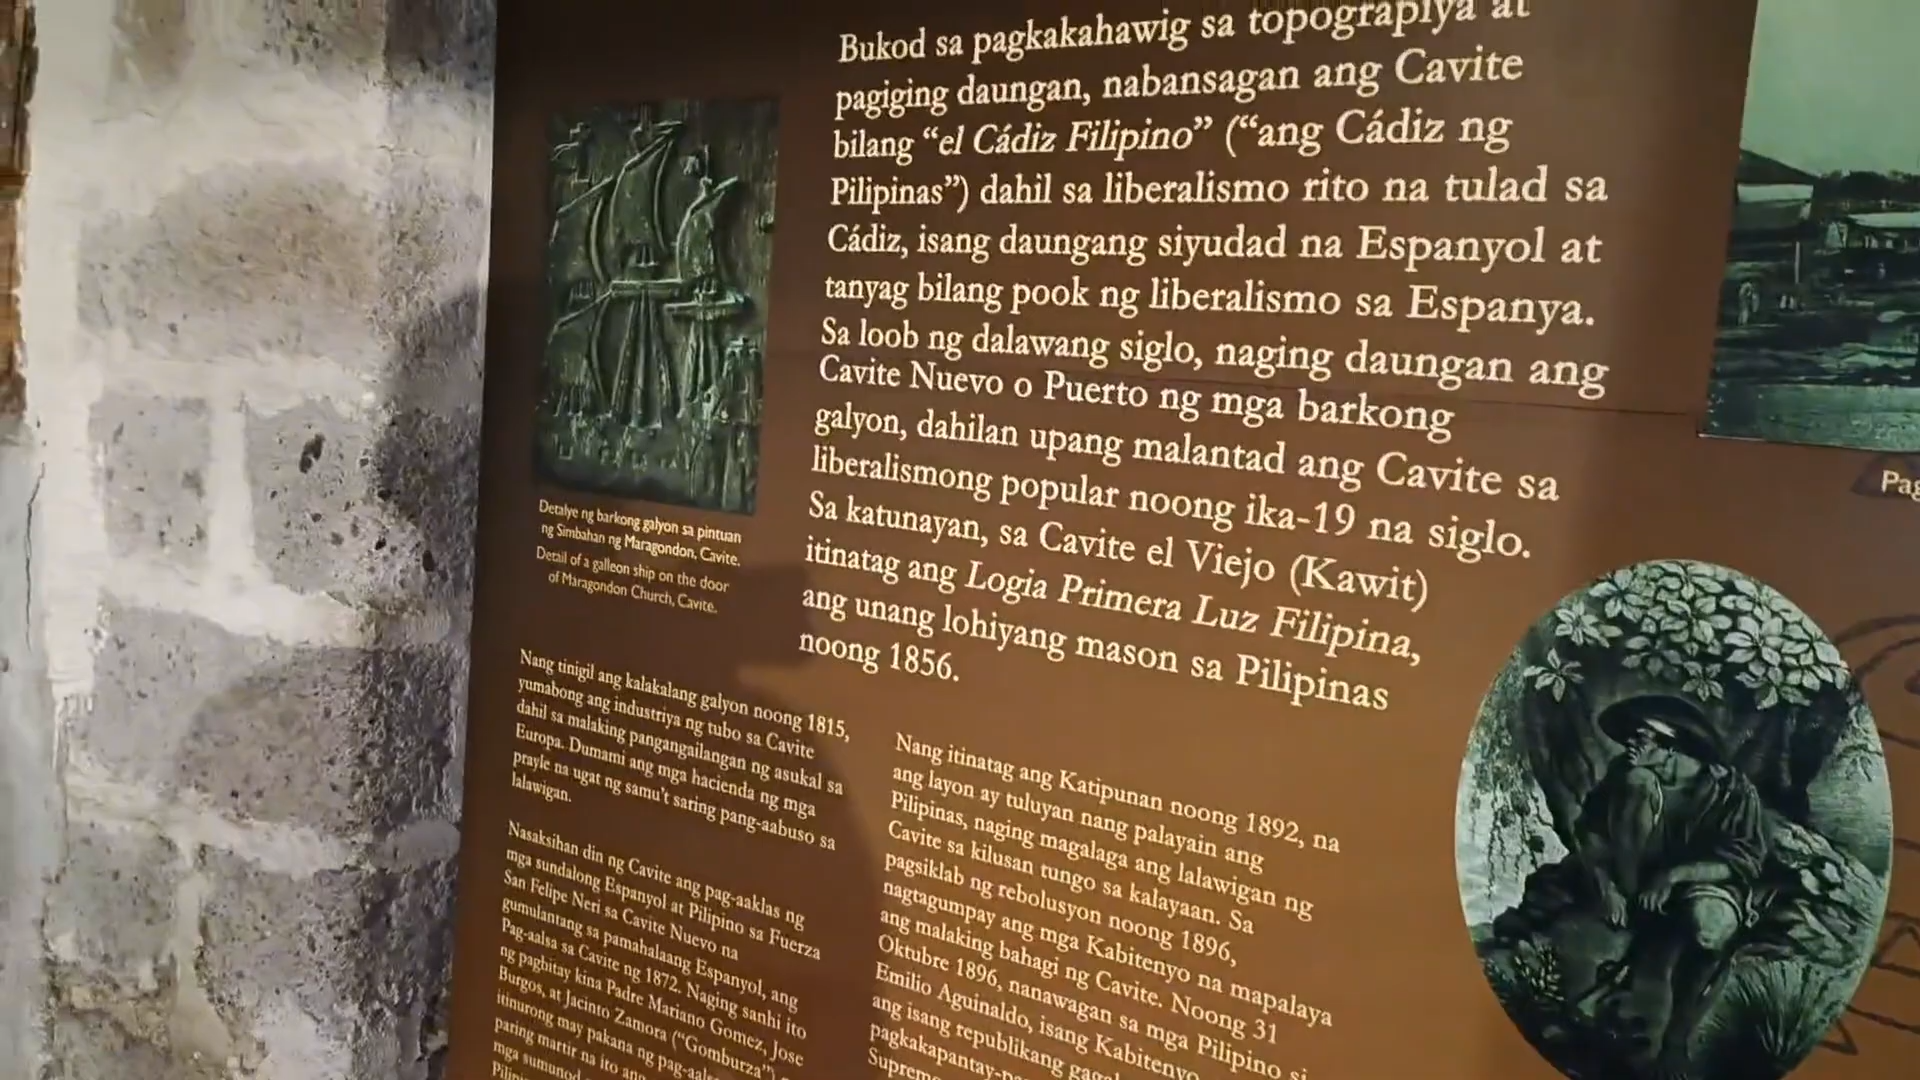 Bukod sa pagkakahawig sa topograpiya at
pagiging daungan, nabansagan ang Cavite
bilang “el Cádiz Filipino” (“ang Cádiz ng
Pilipinas”) dahil sa liberalismo rito na tulad sa
Cádiz, isang daungang siyudad na Espanyol at
tanyag bilang pook ng liberalismo sa Espanya.
Sa loob ng dalawang siglo, naging daungan ang
Cavite Nuevo o Puerto ng mga barkong
galyon, dahilan upang malantad ang Cavite sa
liberalismong popular noong ika-19 na siglo.
Sa katunayan, sa Cavite el Viejo (Kawit)
itinatag ang Logia Primera Luz Filipina,
ang unang lohiyang mason sa Pilipinas
noong 1856.
Detalye ng barkong galyon sa pintuan
ng Simbahan ng Maragondon, Cavite.
Detail of a galleon ship on the door
of Maragondon Church, Cavite.
Nang tinigil ang kalakalang galyon noong 1815,
yumabong ang industriya ng tubo sa Cavite
dahil sa malaking pangangailangan ng asukal sa
Europa. Dumami ang mga hacienda ng mga
prayle na ugat ng samu’t saring pang-aabuso sa
lalawigan.
Nasaksihan din ng Cavite ang pag-aaklas ng
mga sundalong Espanyol at Pilipino sa Fuerza
San Felipe Neri sa Cavite Nuevo na
gumulantang sa pamahalaang Espanyol, ang
Pag-aalsa sa Cavite ng 1872. Naging sanhi ito
ng pagbitay kina Padre Mariano Gomez, Jose
Burgos, at Jacinto Zamora (“Gomburza”)
itinurong may pakana ng
paring martir na ito
mga
Nang itinatag ang Katipunan noong 1892, na
ang layon ay tuluyan nang palayain ang
Pilipinas, naging magalaga ang lalawigan ng
Cavite sa kilusan tungo sa kalayaan. Sa
pagsiklab ng rebolusyon noong 1896,
nagtagumpay ang mga Kabitenyo na mapalaya
ang malaking bahagi ng Cavite. Noong 31
Oktubre 1896, nanawagan sa mga Pilipino si
Emilio Aguinaldo, isang Kabitenyo
ang isang republikang
Pag